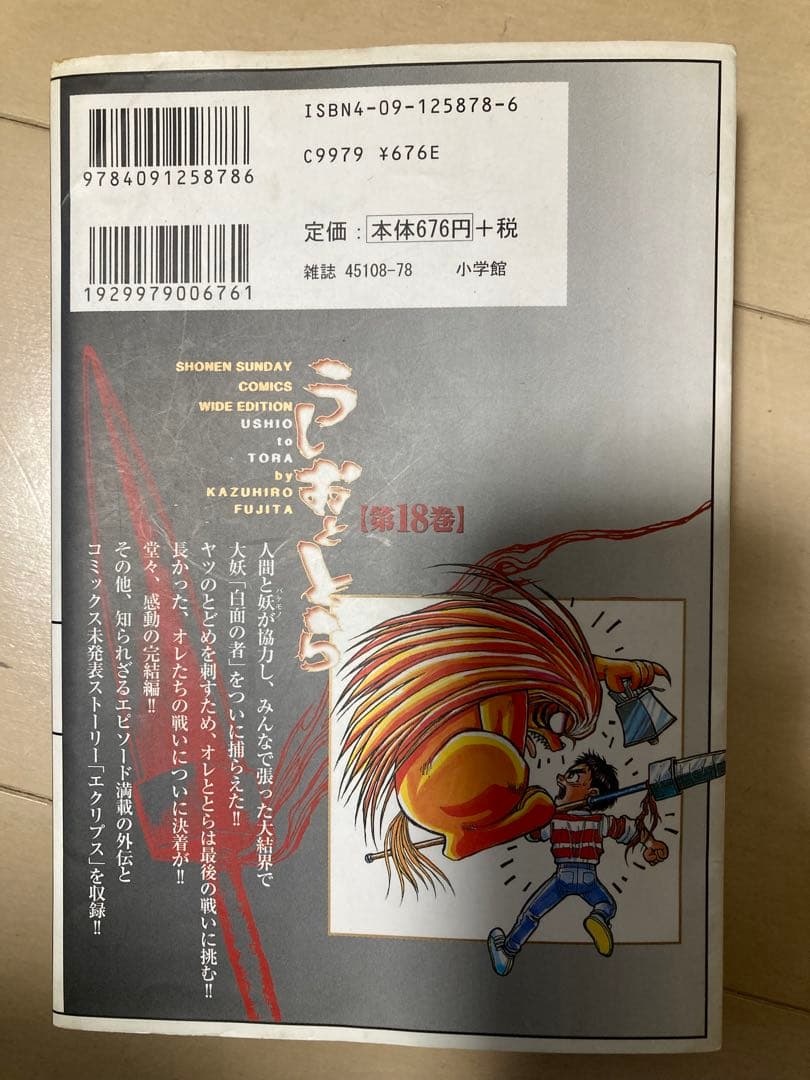 ISBN4-09-125878-6
C9979 ¥676E
9784091258786
定価：本体676円＋税
雑誌 45108-78 小学館
1929979006761
SHONEN SUNDAY
COMICS
WIDE EDITION
USHIO
to
TORA
by
KAZUHIRO
FUJITA
うしおととら
【第18巻】
人間と妖が協力し、みんなで張った大結界で
バケモノ
大妖「白面の者」をついに捕らえた!!
ヤツのとどめを刺すため、オレととらは最後の戦いに挑む!!
長かった、オレたちの戦いについに決着が!!
堂々、感動の完結編!!
その他、知られざるエピソード満載の外伝と
コミックス未発表ストーリー「エクリプス」を収録!!